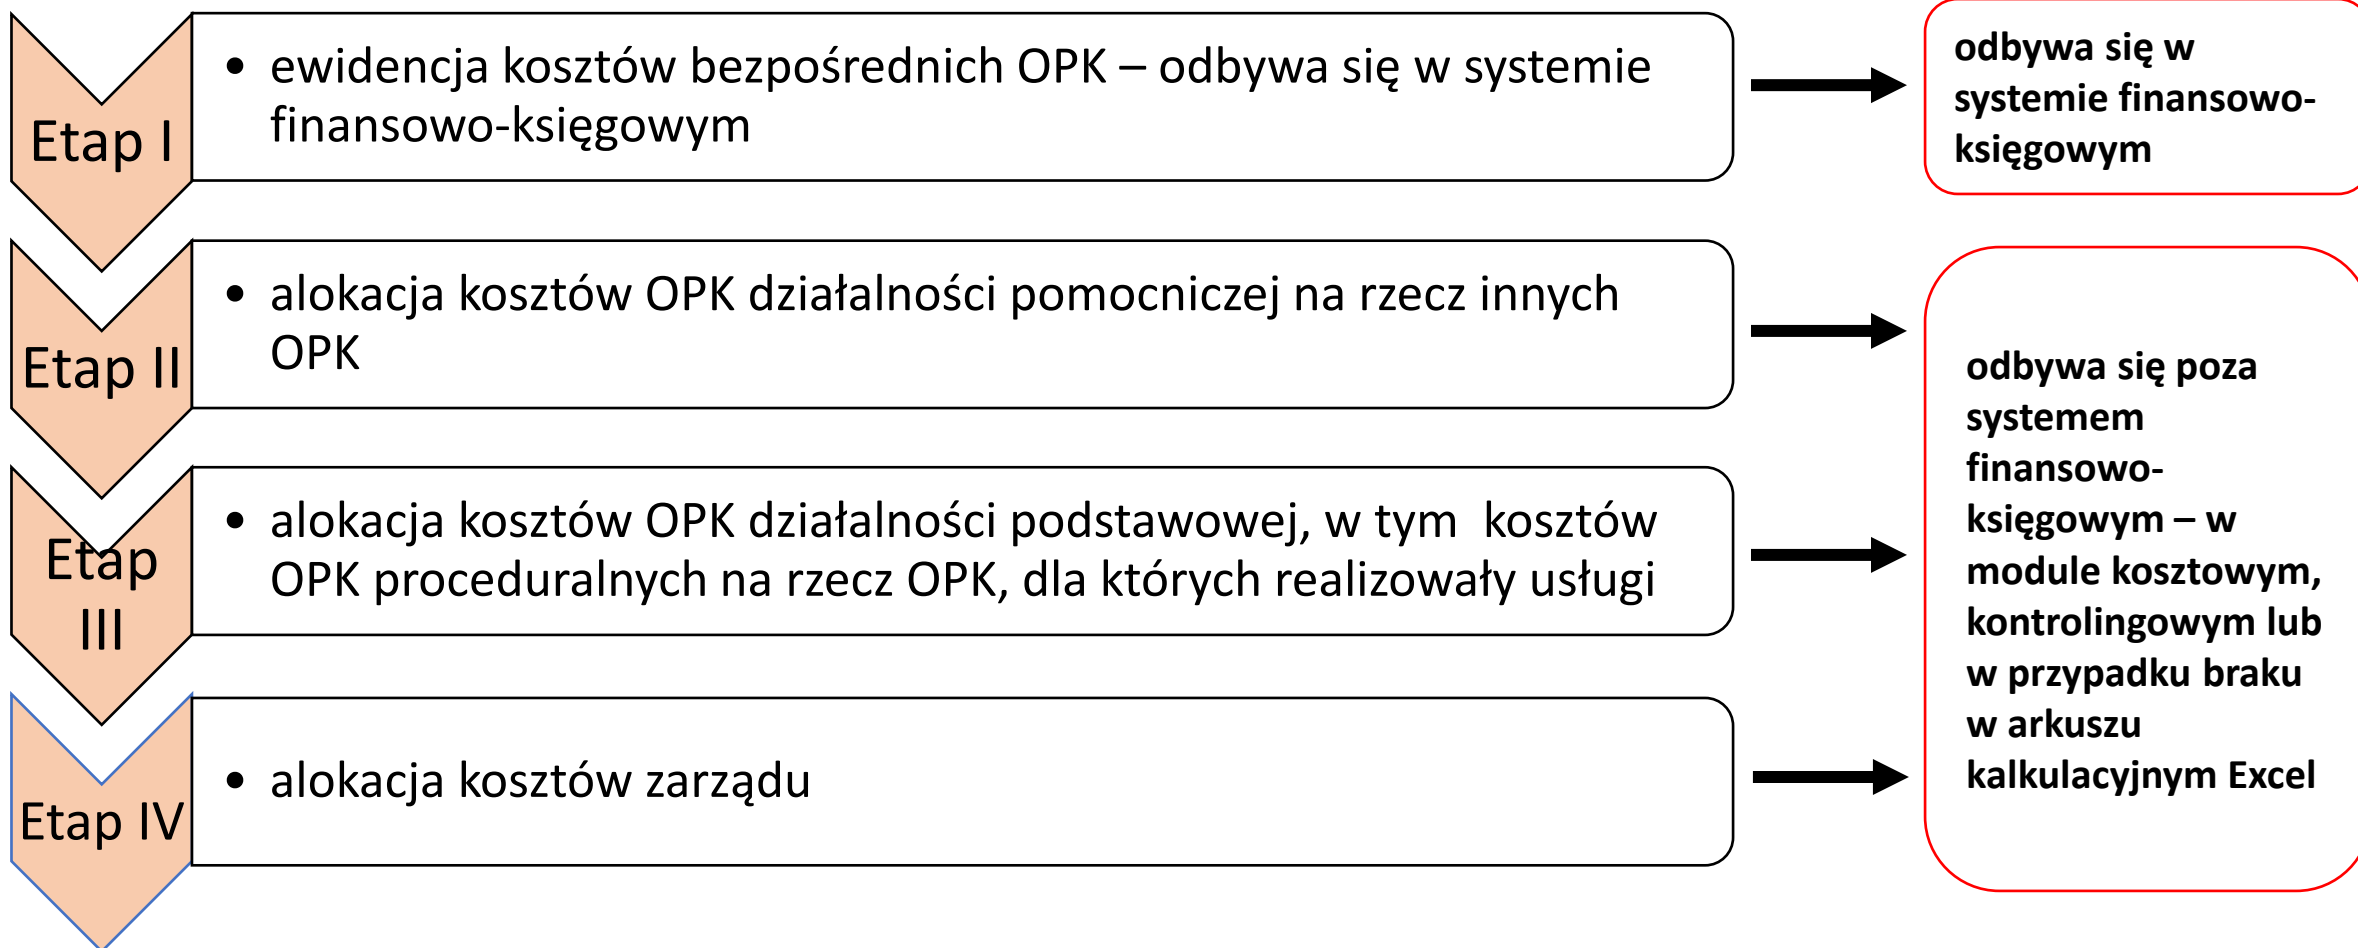 Etap I
• ewidencja kosztów bezpośrednich OPK – odbywa się w systemie
finansowo-księgowym
odbywa się w
systemie finansowo-
księgowym
Etap II
• alokacja kosztów OPK działalności pomocniczej na rzecz innych
OPK
Etap
III
• alokacja kosztów OPK działalności podstawowej, w tym  kosztów
OPK proceduralnych na rzecz OPK, dla których realizowały usługi
Etap IV
• alokacja kosztów zarządu
odbywa się poza
systemem
finansowo-
księgowym – w
module kosztowym,
kontrolingowym lub
w przypadku braku
w arkuszu
kalkulacyjnym Excel